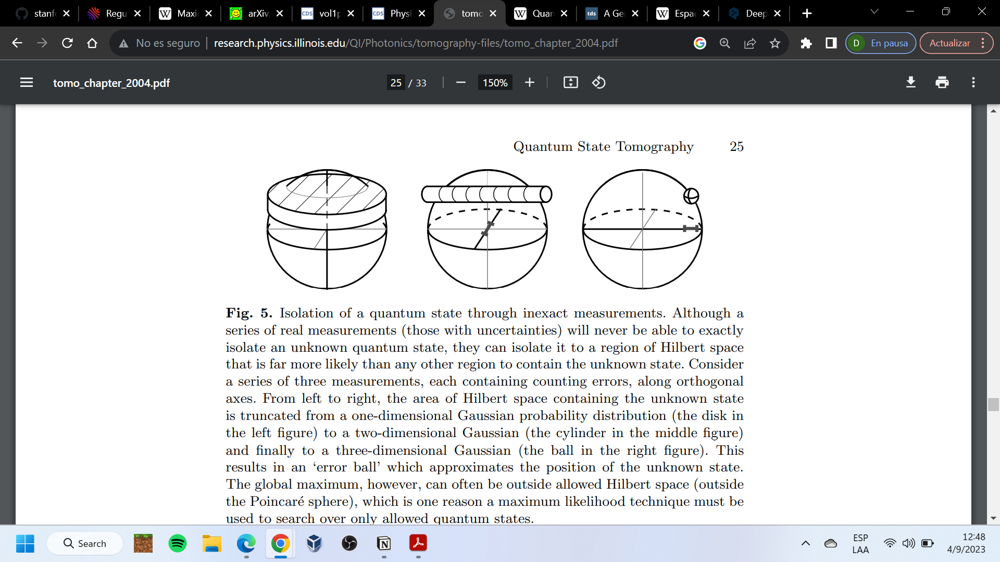 stanf
Regu
Maxi
arXiv
CDS
vol1p
CDS
Physl
tomo
Quan
tds
A Ge
Espa
Deep
No es seguro
research.physics.illinois.edu/QI/Photonics/tomography-files/tomo_chapter_2004.pdf
D
En pausa
Actualizar
tomo_chapter_2004.pdf
25 / 33
150%
Quantum State Tomography 25
Fig. 5. Isolation of a quantum state through inexact measurements. Although a
series of real measurements (those with uncertainties) will never be able to exactly
isolate an unknown quantum state, they can isolate it to a region of Hilbert space
that is far more likely than any other region to contain the unknown state. Consider
a series of three measurements, each containing counting errors, along orthogonal
axes. From left to right, the area of Hilbert space containing the unknown state
is truncated from a one-dimensional Gaussian probability distribution (the disk in
the left figure) to a two-dimensional Gaussian (the cylinder in the middle figure)
and finally to a three-dimensional Gaussian (the ball in the right figure). This
results in an ‘error ball’ which approximates the position of the unknown state.
The global maximum, however, can often be outside allowed Hilbert space (outside
the Poincaré sphere), which is one reason a maximum likelihood technique must be
used to search over only allowed quantum states.
Search
ESP
LAA
12:48
4/9/2023